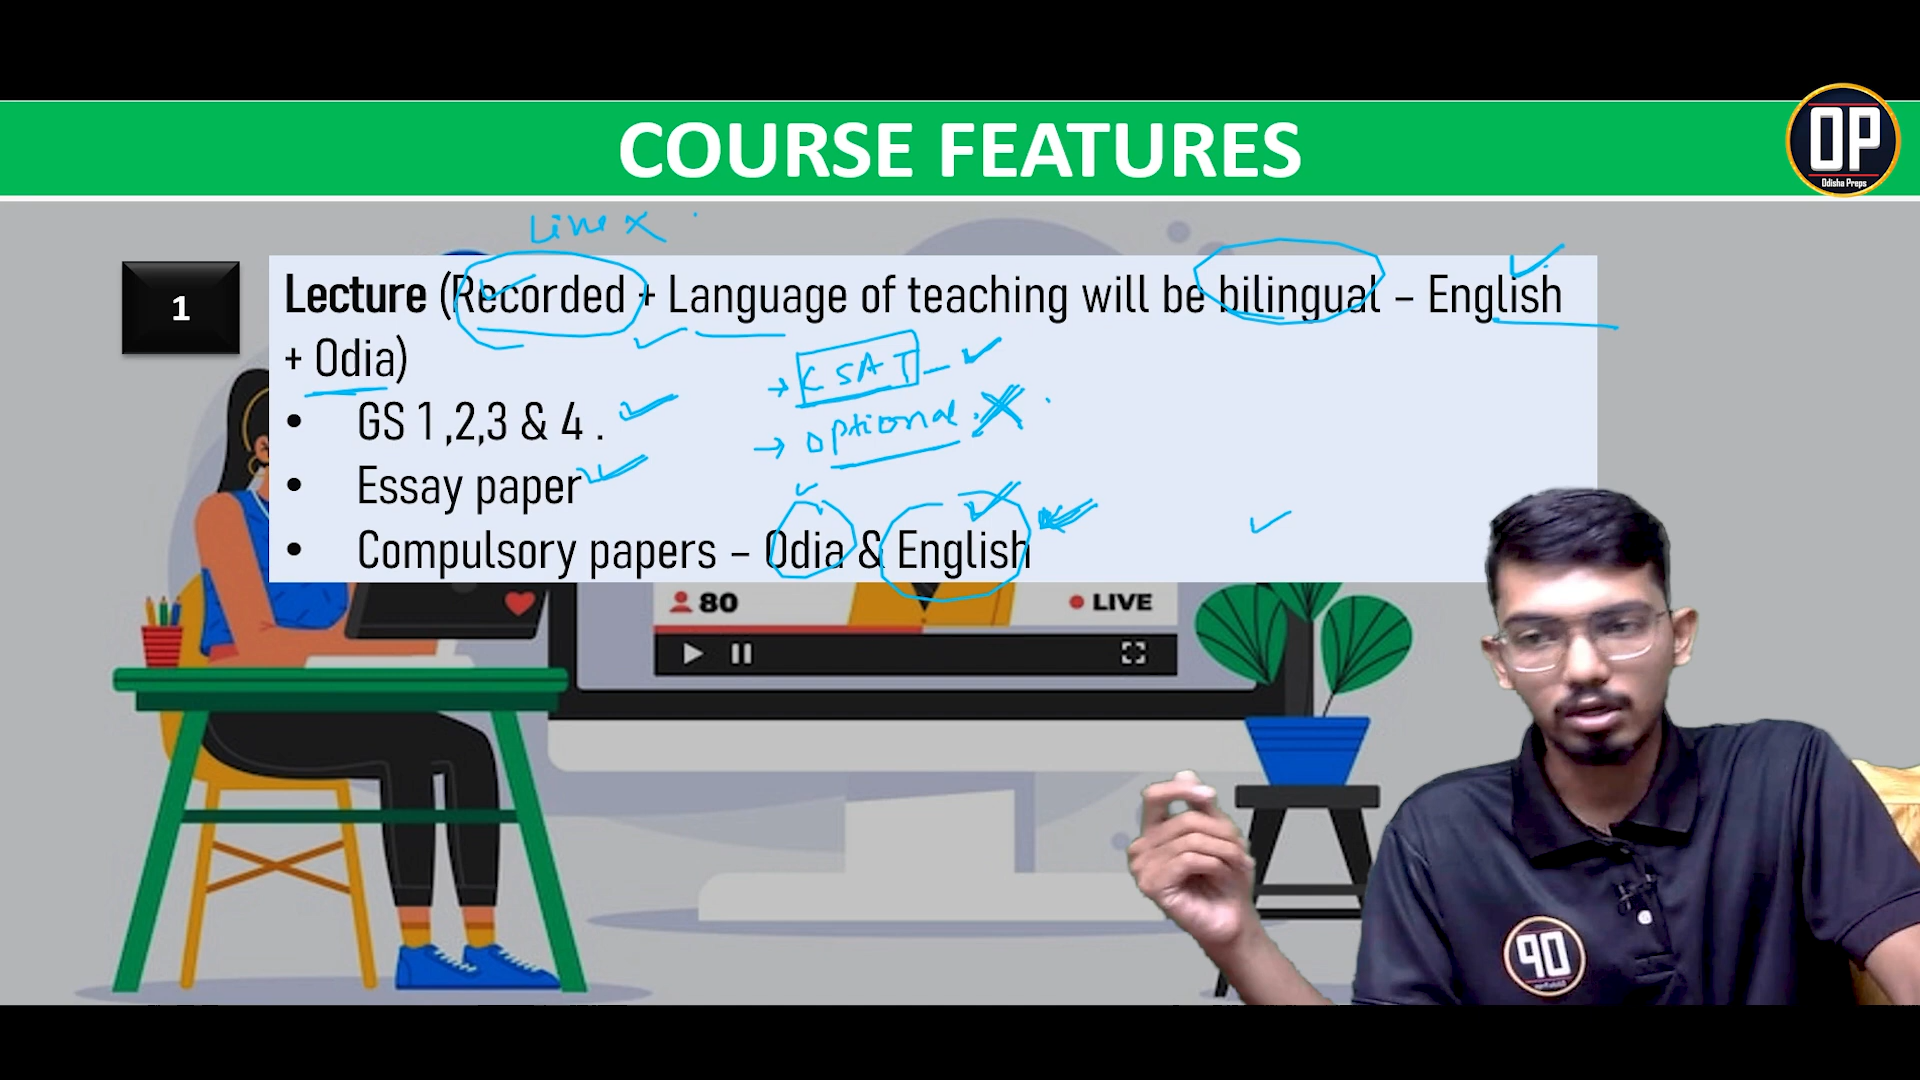 COURSE FEATURES
OP
Odisha Preps
Live X
1
Lecture (Recorded + Language of teaching will be bilingual – English
+ Odia)
→ CSAT – ✓
• GS 1 ,2,3 & 4 .
→ optional . X
• Essay paper
• Compulsory papers – Odia & English
80
LIVE